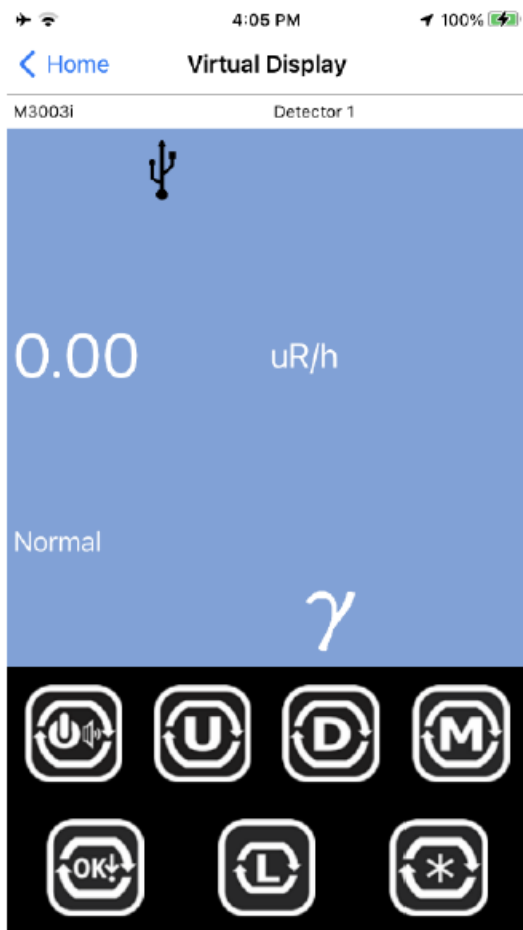 4:05 PM 100%
Home Virtual Display
M3003i Detector 1
0.00 uR/h
Normal
γ
U D M
OK L *